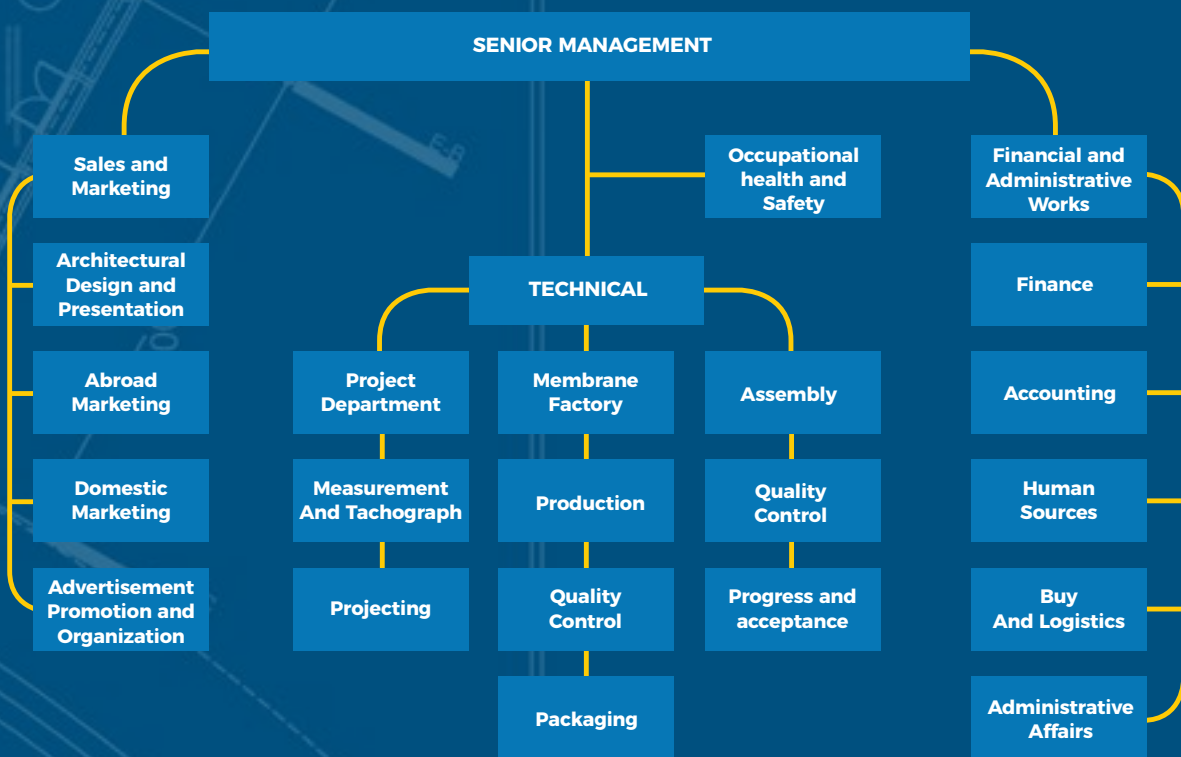 SENIOR MANAGEMENT
Sales and
Marketing
Occupational
health and
Safety
Financial and
Administrative
Works
Architectural
Design and
Presentation
TECHNICAL
Finance
Abroad
Marketing
Project
Department
Membrane
Factory
Assembly
Accounting
Domestic
Marketing
Measurement
And Tachograph
Production
Quality
Control
Human
Sources
Advertisement
Promotion and
Organization
Projecting
Quality
Control
Progress and
acceptance
Buy
And Logistics
Packaging
Administrative
Affairs
E.B